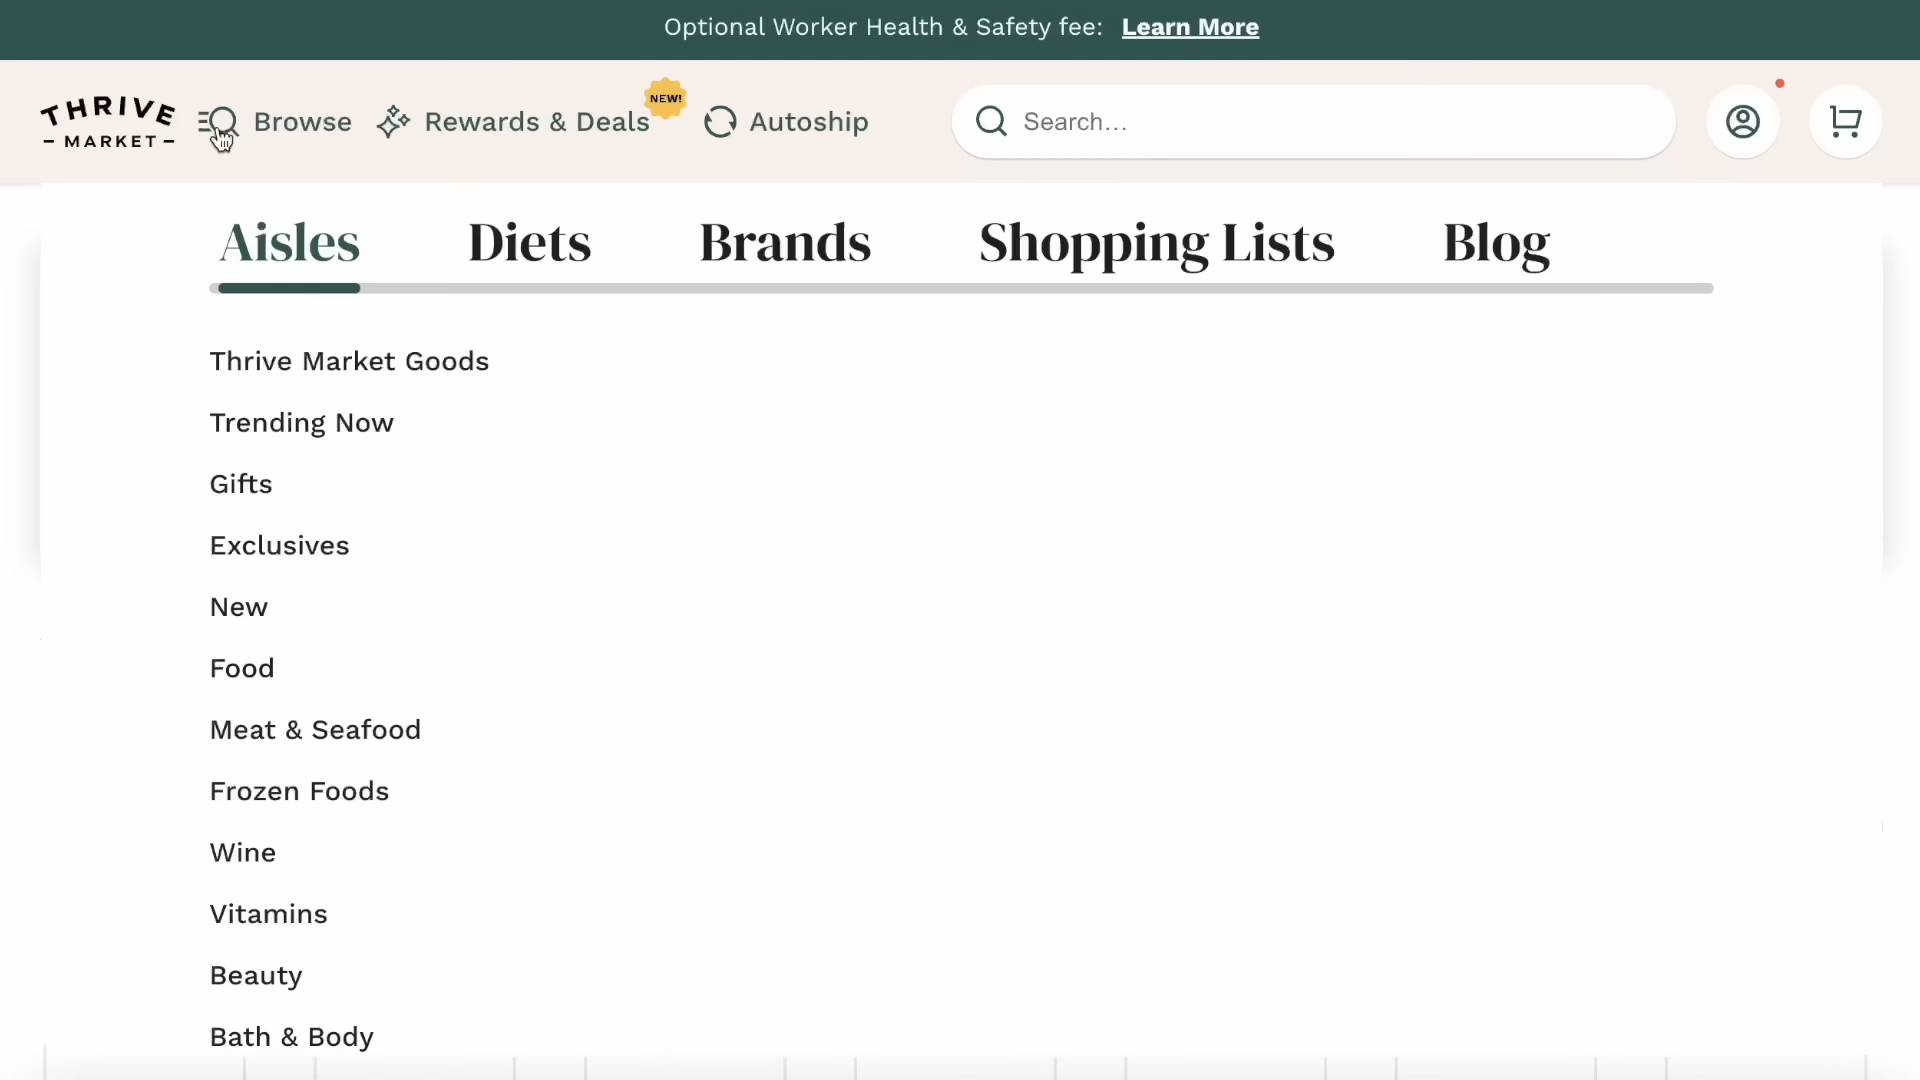 Optional Worker Health & Safety fee: Learn More
THRIVE
MARKET
Browse
Rewards & Deals
NEW!
Autoship
Search...
Aisles
Diets
Brands
Shopping Lists
Blog
Thrive Market Goods
Trending Now
Gifts
Exclusives
New
Food
Meat & Seafood
Frozen Foods
Wine
Vitamins
Beauty
Bath & Body